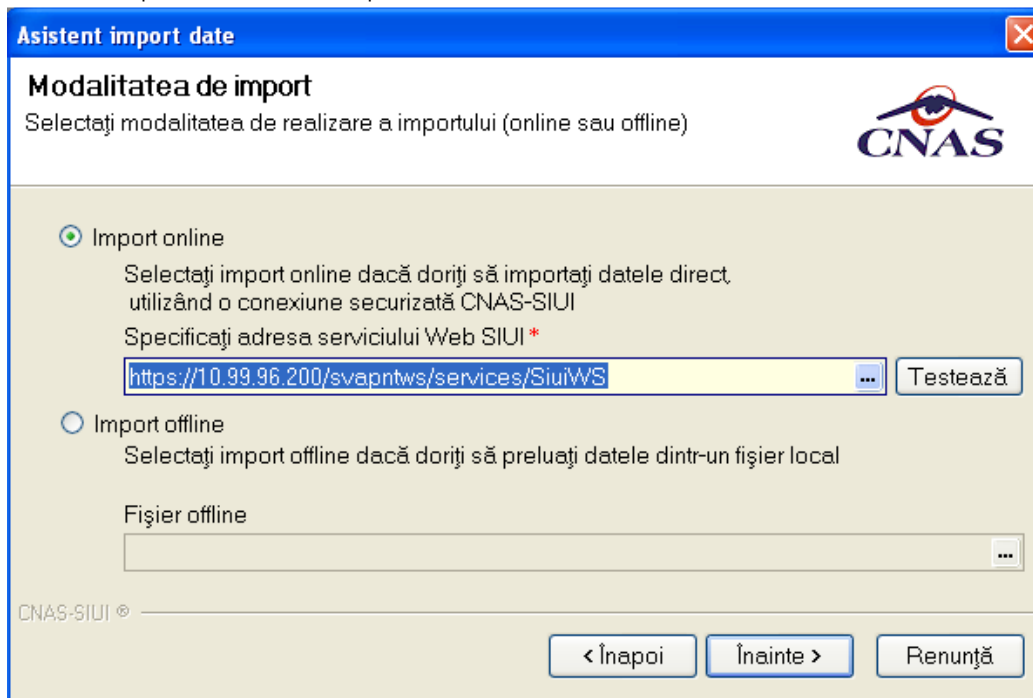 Asistent import date
Modalitatea de import
Selectaţi modalitatea de realizare a importului (online sau offline)
CNAS
Import online
Selectaţi import online dacă doriţi să importaţi datele direct,
utilizând o conexiune securizată CNAS-SIUI
Specificaţi adresa serviciului Web SIUI *
https://10.99.96.200/svapntws/services/SiuiWS ... Testează
Import offline
Selectaţi import offline dacă doriţi să preluaţi datele dintr-un fişier local
Fişier offline
...
CNAS-SIUI ®
< Înapoi Înainte > Renunţă